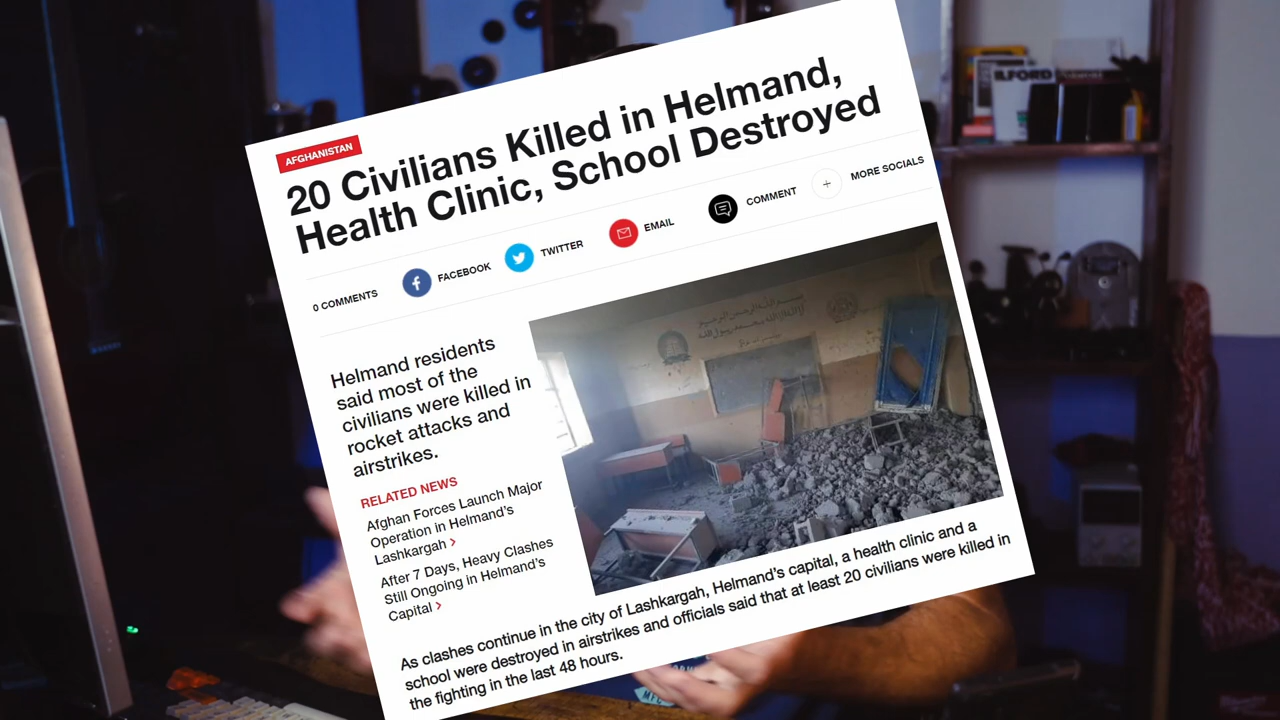 ILFORD
AFGHANISTAN
20 Civilians Killed in Helmand,
Health Clinic, School Destroyed
0 COMMENTS
FACEBOOK
TWITTER
EMAIL
COMMENT
MORE SOCIALS
Helmand residents
said most of the
civilians were killed in
rocket attacks and
airstrikes.
RELATED NEWS
Afghan Forces Launch Major
Operation in Helmand's
Lashkargah >
After 7 Days, Heavy Clashes
Still Ongoing in Helmand's
Capital >
As clashes continue in the city of Lashkargah, Helmand's capital, a health clinic and a
school were destroyed in airstrikes and officials said that at least 20 civilians were killed in
the fighting in the last 48 hours.